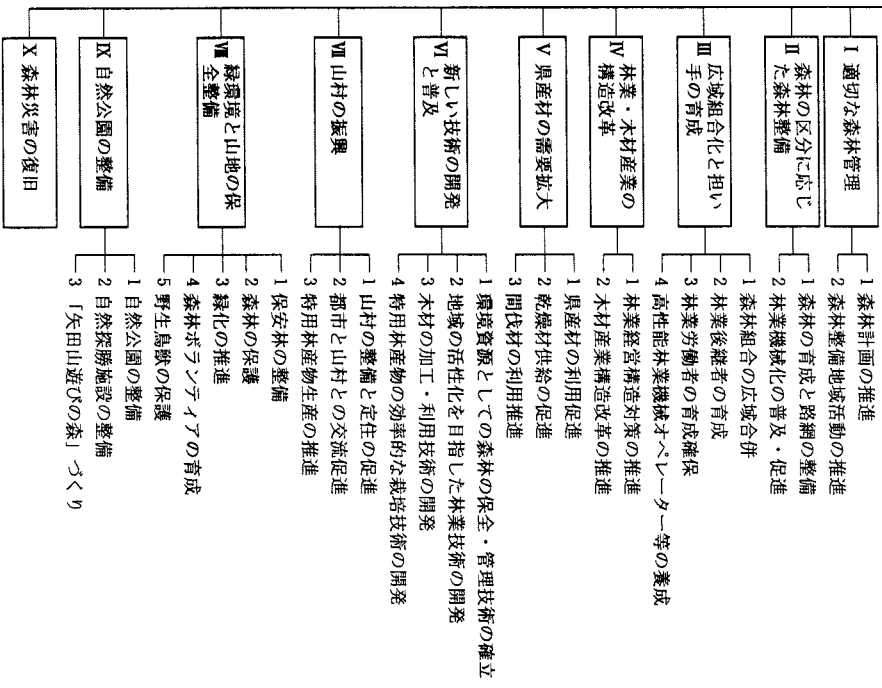 Ⅰ 適切な森林管理
1 森林計画の推進
2 森林整備地域活動の推進
Ⅱ 森林の区分に応じ
た森林整備
1 森林の育成と路網の整備
2 林業機械化の普及・促進
Ⅲ 広域組合化と担い
手の育成
1 森林組合の広域合併
2 林業後継者の育成
3 林業労働者の育成確保
4 高性能林業機械オペレーター等の養成
Ⅳ 林業・木材産業の
構造改革
1 林業経営構造対策の推進
2 木材産業構造改革の推進
Ⅴ 県産材の需要拡大
1 県産材の利用促進
2 乾燥材供給の促進
3 間伐材の利用推進
Ⅵ 新しい技術の開発
と普及
1 環境資源としての森林の保全・管理技術の確立
2 地域の活性化を目指した林業技術の開発
3 木材の加工・利用技術の開発
4 特用林産物の効率的な栽培技術の開発
Ⅶ 山村の振興
1 山村の整備と定住の促進
2 都市と山村との交流促進
3 特用林産物生産の推進
Ⅷ 緑環境と山地の保
全整備
1 保安林の整備
2 森林の保護
3 緑化の推進
4 森林ボランティアの育成
5 野生鳥獣の保護
Ⅸ 自然公園の整備
1 自然公園の整備
2 自然探勝施設の整備
3 「矢田山遊びの森」づくり
Ⅹ 森林災害の復旧